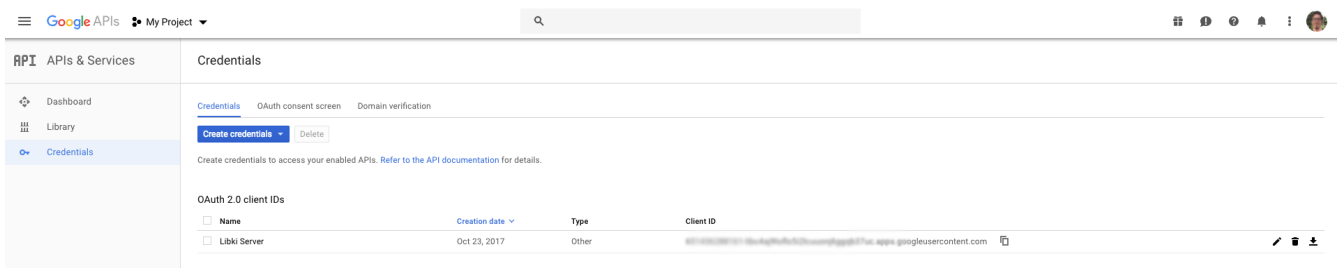 Google APIs My Project
API APIs & Services
Credentials
Dashboard
Library
Credentials
Credentials OAuth consent screen Domain verification
Create credentials Delete
Create credentials to access your enabled APIs. Refer to the API documentation for details.
OAuth 2.0 client IDs
Name Creation date Type Client ID
Libki Server Oct 23, 2017 Other .apps.googleusercontent.com